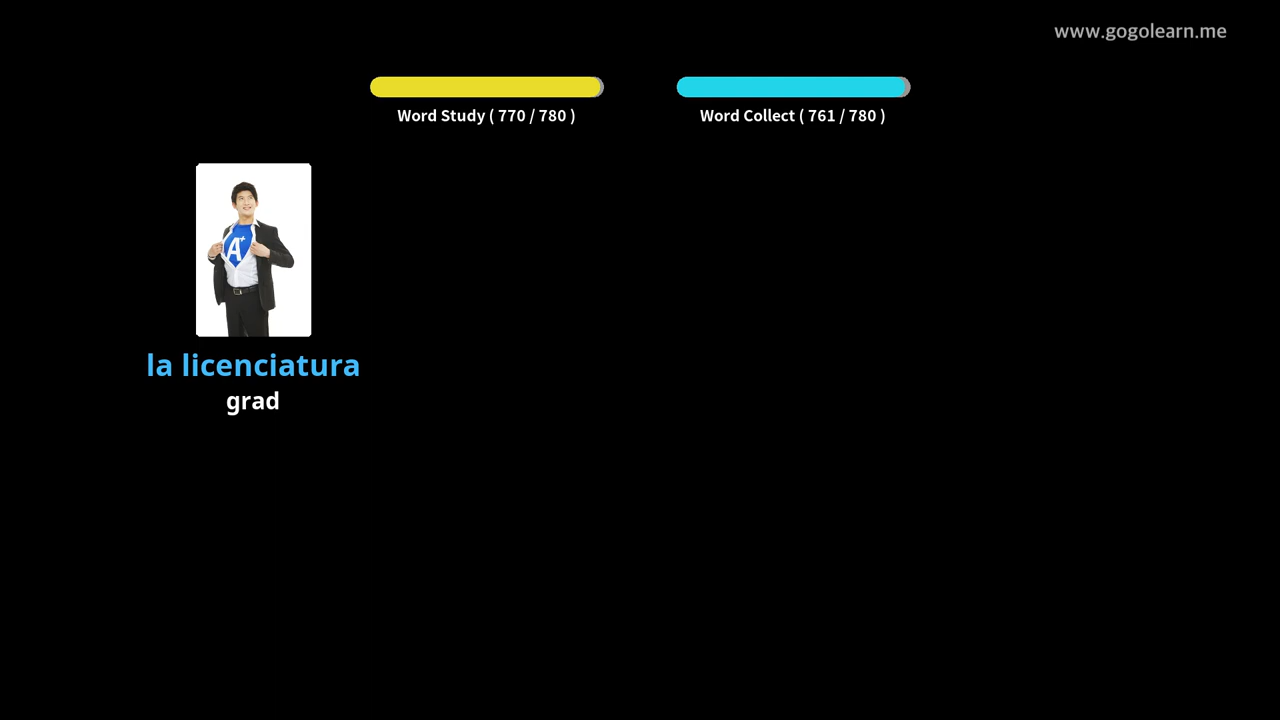 www.gogolearn.me
Word Study ( 770 / 780 )
Word Collect ( 761 / 780 )
A+
la licenciatura
grad